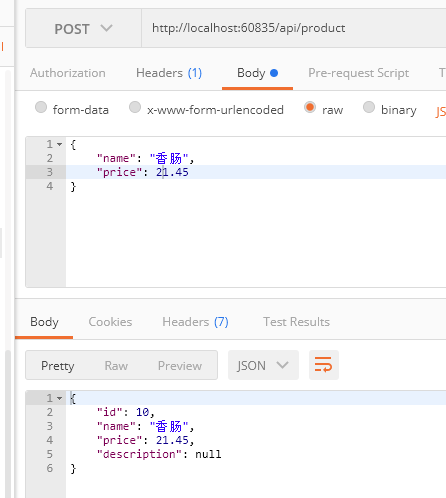 POST http://localhost:60835/api/product
Authorization Headers (1) Body Pre-request Script
form-data x-www-form-urlencoded raw binary JS
1 {
2 "name": "香肠",
3 "price": 21.45
4 }
Body Cookies Headers (7) Test Results
Pretty Raw Preview JSON
1 {
2 "id": 10,
3 "name": "香肠",
4 "price": 21.45,
5 "description": null
6 }